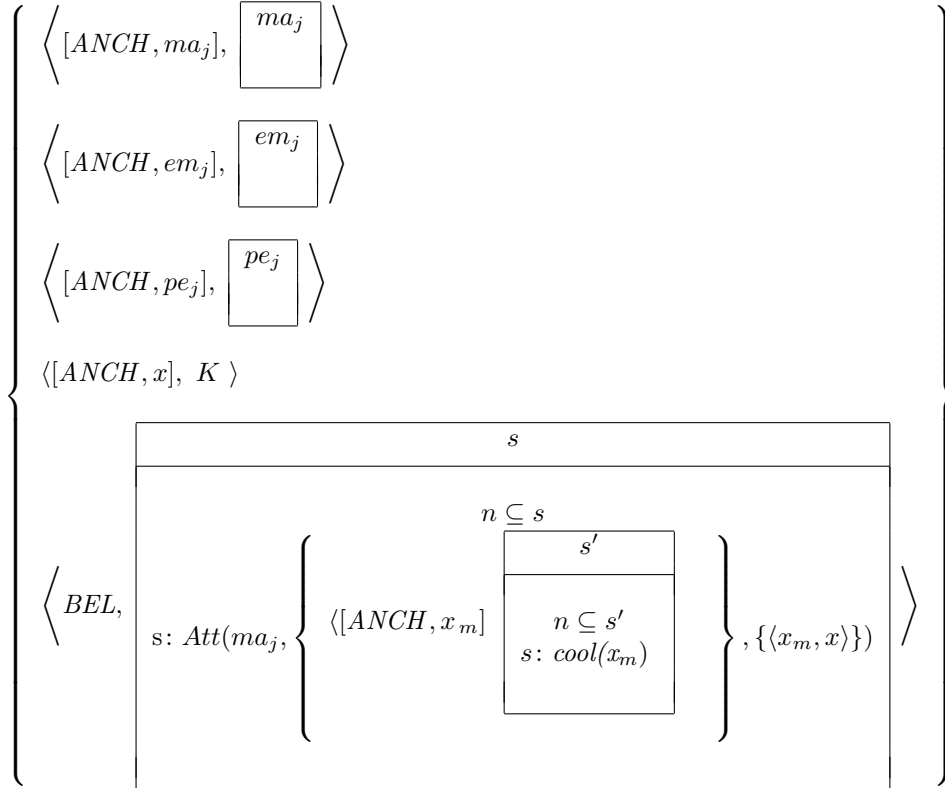 ⟨[ANCH, ma_j], ma_j⟩
⟨[ANCH, em_j], em_j⟩
⟨[ANCH, pe_j], pe_j⟩
⟨[ANCH, x], K ⟩
s
n ⊆ s
s′
⟨BEL, s: Att(ma_j, { ⟨[ANCH, x_m] n ⊆ s′ }, {⟨x_m, x⟩}) ⟩
s: cool(x_m)